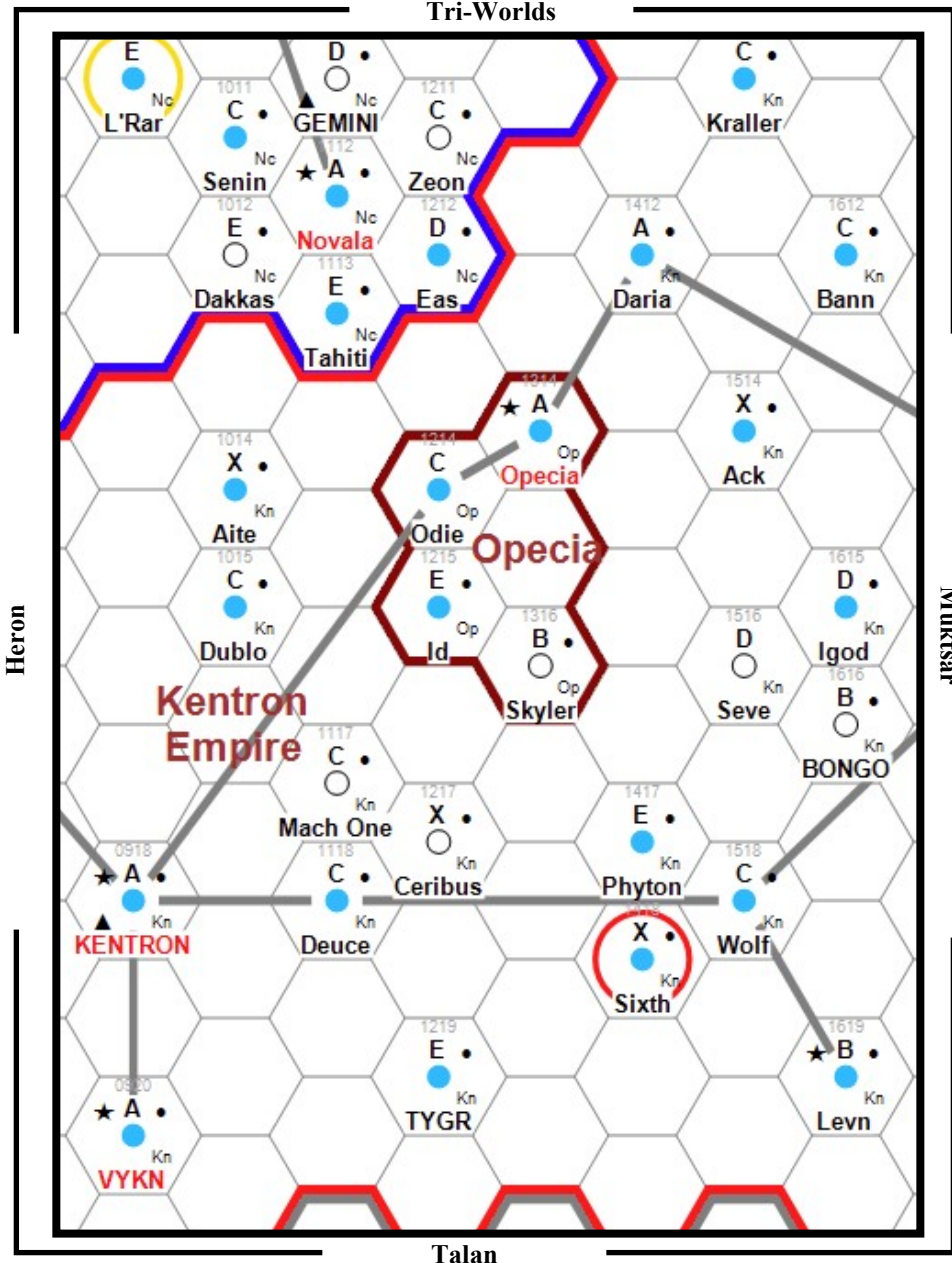 Tri-Worlds
E
Nc
L'Rar
D
Nc
GEMINI
C
Kn
Kraller
1011
C
Nc
Senin
1211
C
Nc
Zeon
112
A
Nc
Novala
1012
E
Nc
Dakkas
1212
D
Nc
Eas
1412
A
Kn
Daria
1612
C
Kn
Bann
1113
E
Nc
Tahiti
1314
A
Op
Opecia
1514
X
Kn
Ack
1014
X
Kn
Aite
1214
C
Op
Odie
Opecia
1015
C
Kn
Dublo
1215
E
Op
Id
1615
D
Kn
Igod
Heron
Muktsar
1316
B
Op
Skyler
1516
D
Kn
Seve
1616
B
Kn
BONGO
Kentron
Empire
1117
C
Kn
Mach One
1217
X
Kn
Ceribus
1417
E
Kn
Phyton
0918
A
Kn
KENTRON
1118
C
Kn
Deuce
1518
C
Kn
Wolf
1418
X
Kn
Sixth
1219
E
Kn
TYGR
1619
B
Kn
Levn
0920
A
Kn
VYKN
Talan